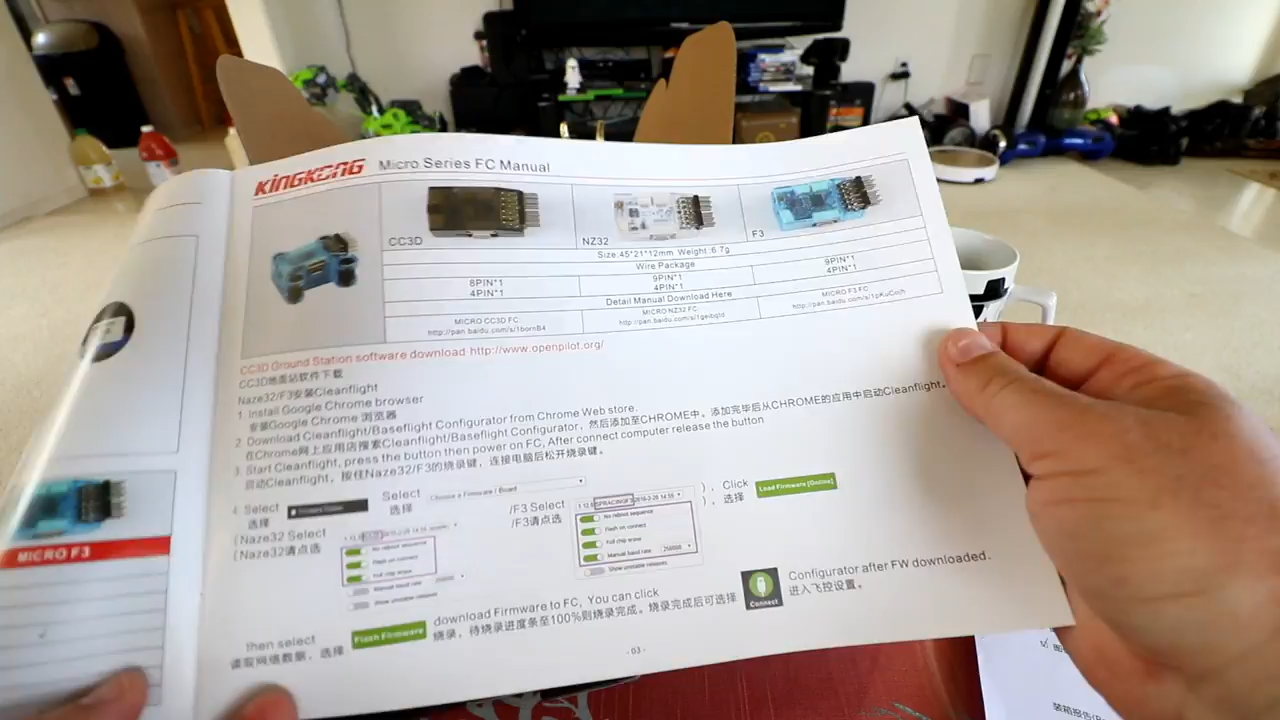 KINGKONG Micro Series FC Manual
CC3D
NZ32
F3
Size:45*21*12mm Weight:6.7g
Wire Package
8PIN*1
4PIN*1
9PIN*1
4PIN*1
9PIN*1
4PIN*1
Detail Manual Download Here
MICRO CC3D FC
MICRO NZ32 FC
MICRO F3 FC
CC3D Ground Station software download http://www.openpilot.org/
CC3D地面站软件下载
Naze32/F3安装Cleanflight
1. Install Google Chrome browser
安装Google Chrome 浏览器
2. Download Cleanflight/Baseflight Configurator from Chrome Web store.
在Chrome网上应用店搜索Cleanflight/Baseflight Configurator, 然后添加至CHROME中。添加完毕后从CHROME的应用中启动Cleanflight.
3. Start Cleanflight, press the button then power on FC, After connect computer release the button
启动Cleanflight, 按住Naze32/F3的烧录键, 连接电脑后松开烧录键。
4. Select
选择
Select
选择
Choose a Firmware / Board
(Naze32 Select
(Naze32请点选
No reboot sequence
Flash on connect
Full chip erase
Manual baud rate
Show unstable releases
/F3 Select
/F3请点选
No reboot sequence
Flash on connect
Full chip erase
Manual baud rate 256000
Show unstable releases
), Click
), 选择
Load Firmware [Online]
then select
读取网络数据, 选择
Flash Firmware
download Firmware to FC, You can click
烧录, 待烧录进度条至100%则烧录完成。烧录完成后可选择
Connect
Configurator after FW downloaded.
进入飞控设置。
-03-
MICRO F3